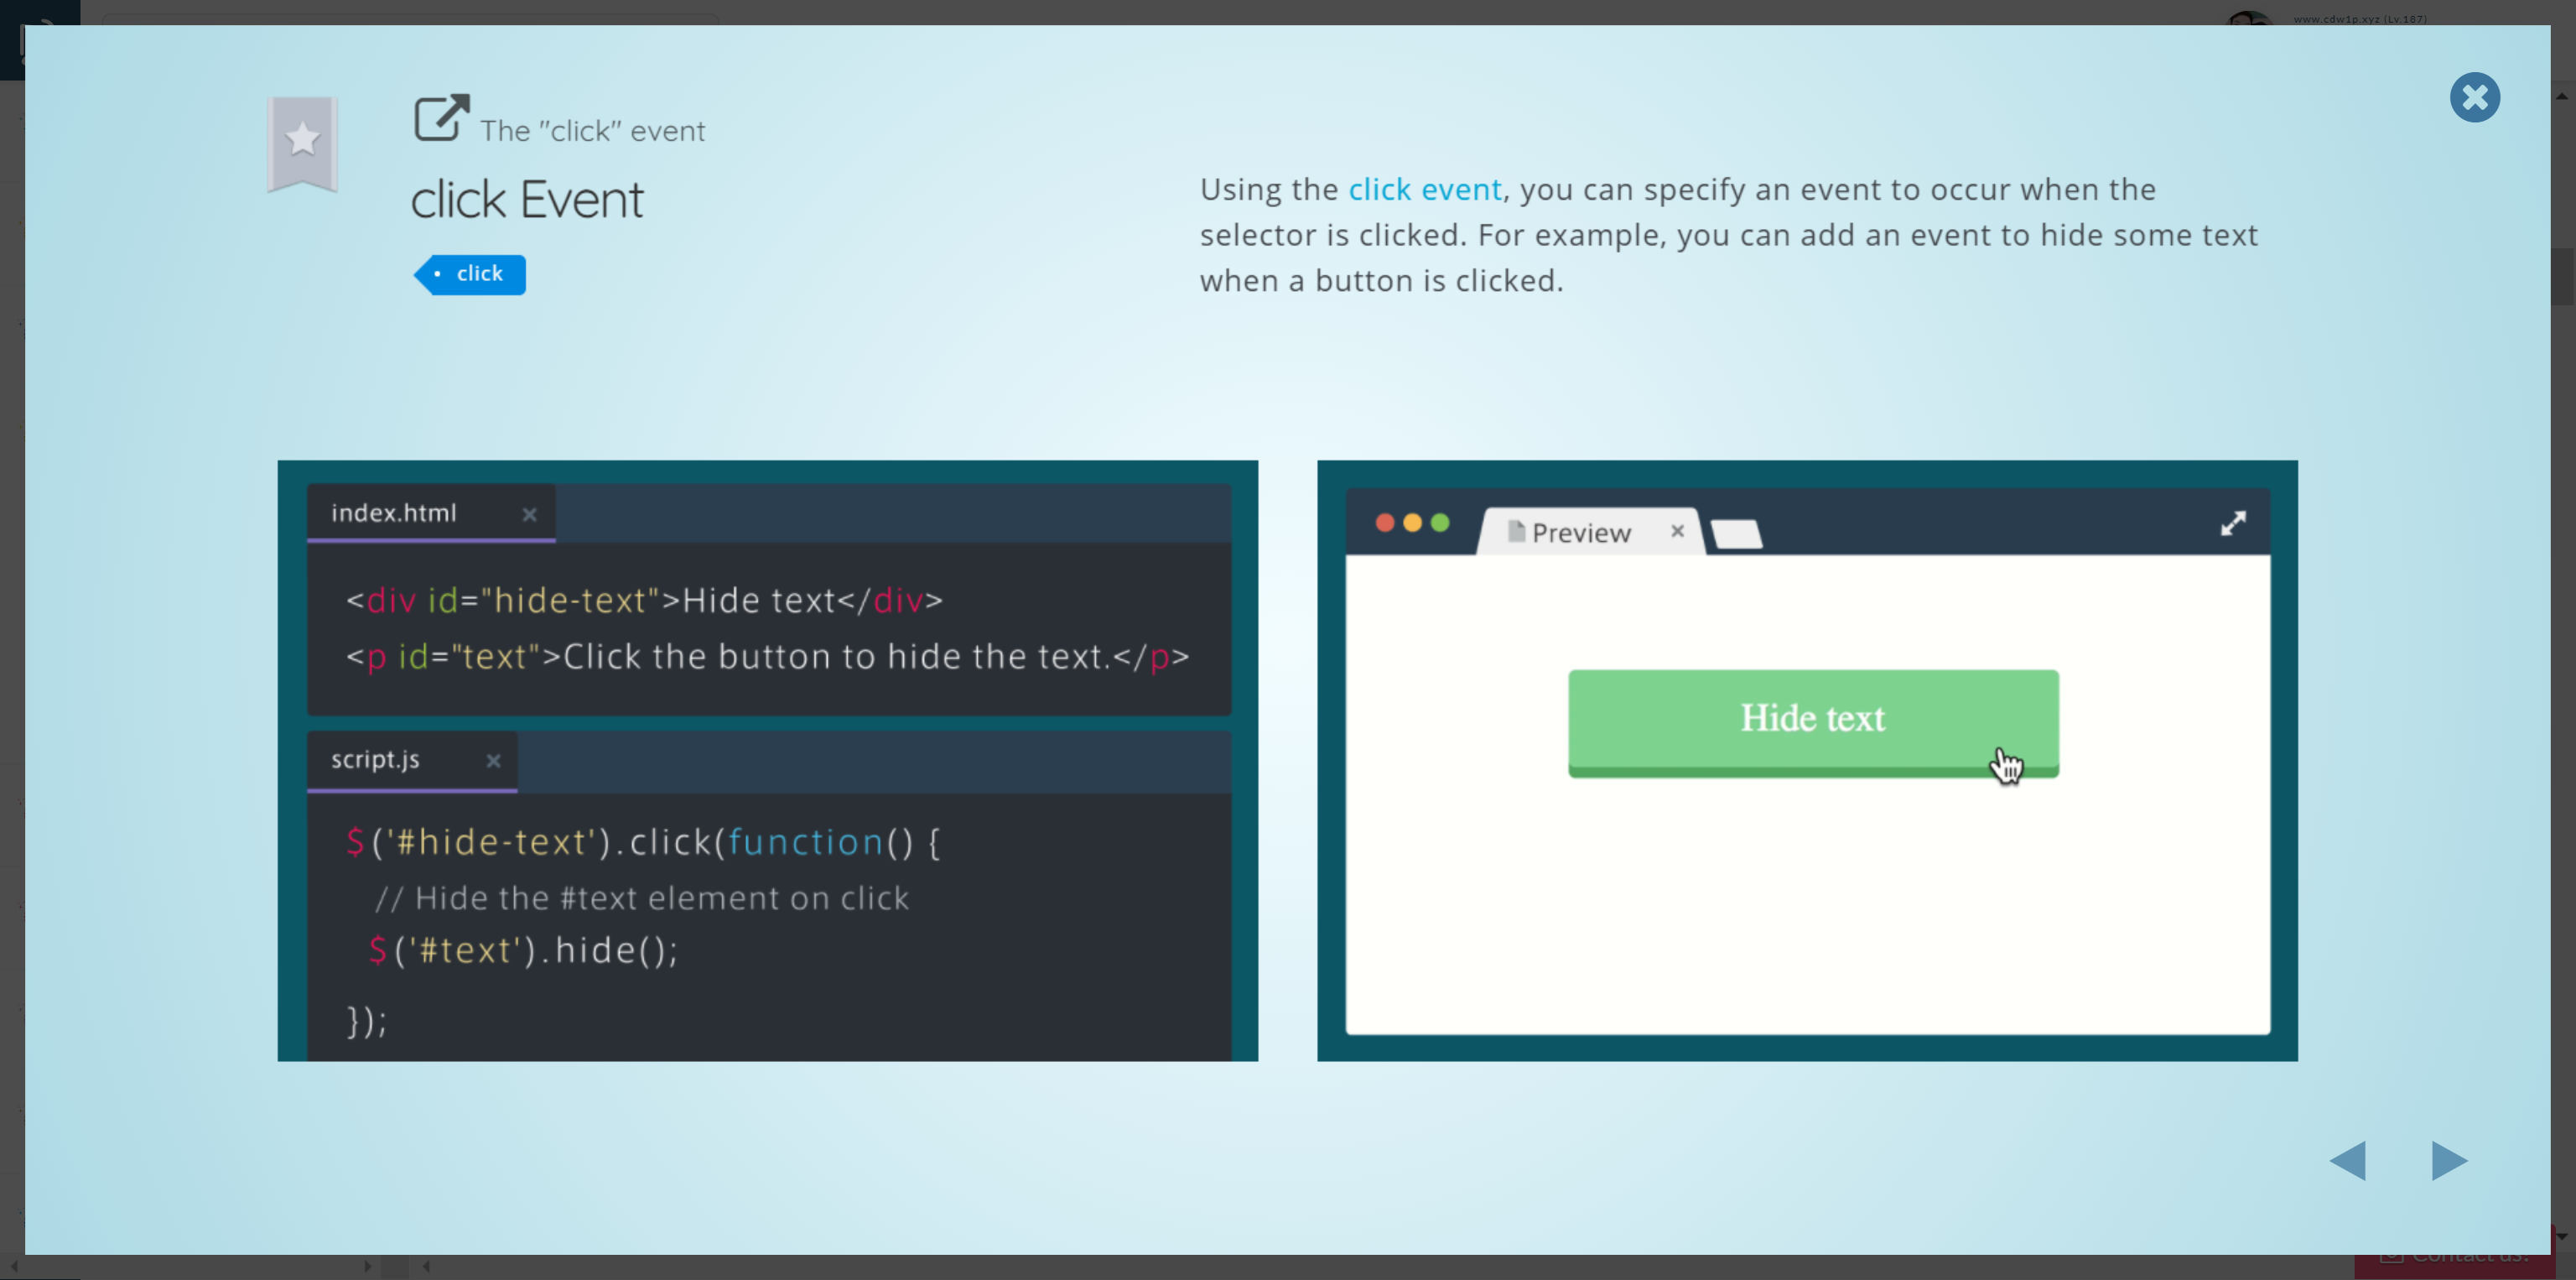 www.cdw1p.xyz (Lv.187)
The "click" event
click Event
click
Using the click event, you can specify an event to occur when the
selector is clicked. For example, you can add an event to hide some text
when a button is clicked.
index.html
<div id="hide-text">Hide text</div>
<p id="text">Click the button to hide the text.</p>
script.js
$('#hide-text').click(function() {
// Hide the #text element on click
$('#text').hide();
});
Preview
Hide text
Contact us!